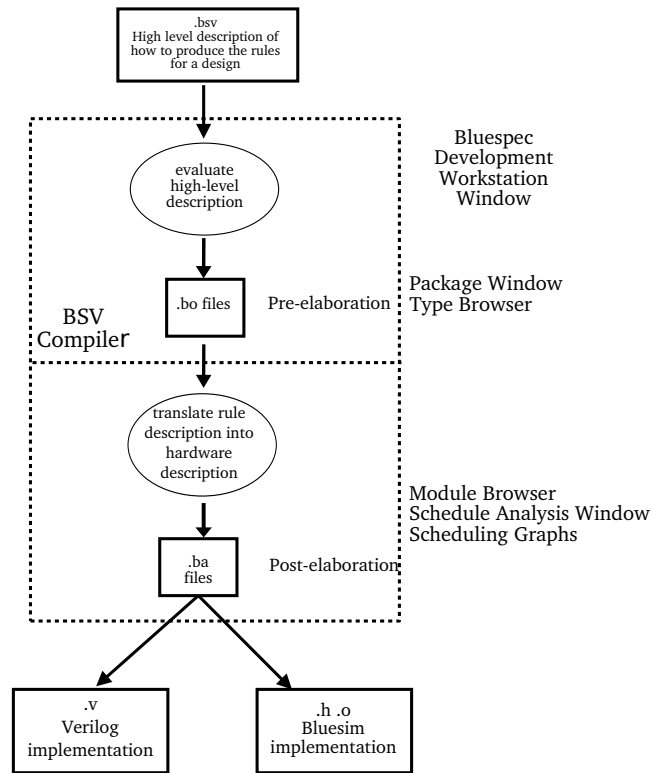 .bsv
High level description of
how to produce the rules
for a design
Bluespec
Development
Workstation
Window
evaluate
high-level
description
.bo files
Pre-elaboration
Package Window
Type Browser
BSV
Compiler
translate rule
description into
hardware
description
Module Browser
Schedule Analysis Window
Scheduling Graphs
.ba
files
Post-elaboration
.v
Verilog
implementation
.h .o
Bluesim
implementation